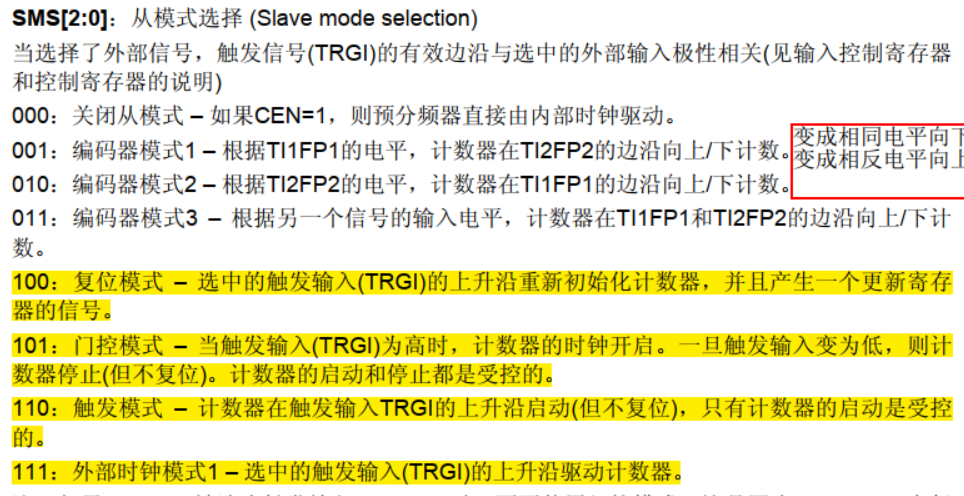 SMS[2:0]：从模式选择 (Slave mode selection)
当选择了外部信号，触发信号(TRGI)的有效边沿与选中的外部输入极性相关(见输入控制寄存器
和控制寄存器的说明)
000：关闭从模式 – 如果CEN=1，则预分频器直接由内部时钟驱动。
001：编码器模式1 – 根据TI1FP1的电平，计数器在TI2FP2的边沿向上/下计数。
变成相同电平向下
变成相反电平向上
010：编码器模式2 – 根据TI2FP2的电平，计数器在TI1FP1的边沿向上/下计数。
011：编码器模式3 – 根据另一个信号的输入电平，计数器在TI1FP1和TI2FP2的边沿向上/下计
数。
100：复位模式 – 选中的触发输入(TRGI)的上升沿重新初始化计数器，并且产生一个更新寄存
器的信号。
101：门控模式 – 当触发输入(TRGI)为高时，计数器的时钟开启。一旦触发输入变为低，则计
数器停止(但不复位)。计数器的启动和停止都是受控的。
110：触发模式 – 计数器在触发输入TRGI的上升沿启动(但不复位)，只有计数器的启动是受控
的。
111：外部时钟模式1 – 选中的触发输入(TRGI)的上升沿驱动计数器。